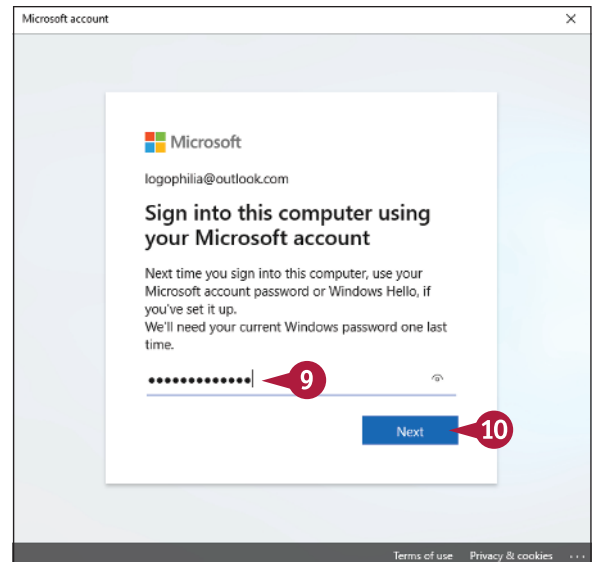 Microsoft account
Microsoft
logophilia@outlook.com
Sign into this computer using
your Microsoft account
Next time you sign into this computer, use your
Microsoft account password or Windows Hello, if
you've set it up.
We'll need your current Windows password one last
time.
•••••••••••••
9
Next
10
Terms of use Privacy & cookies ...